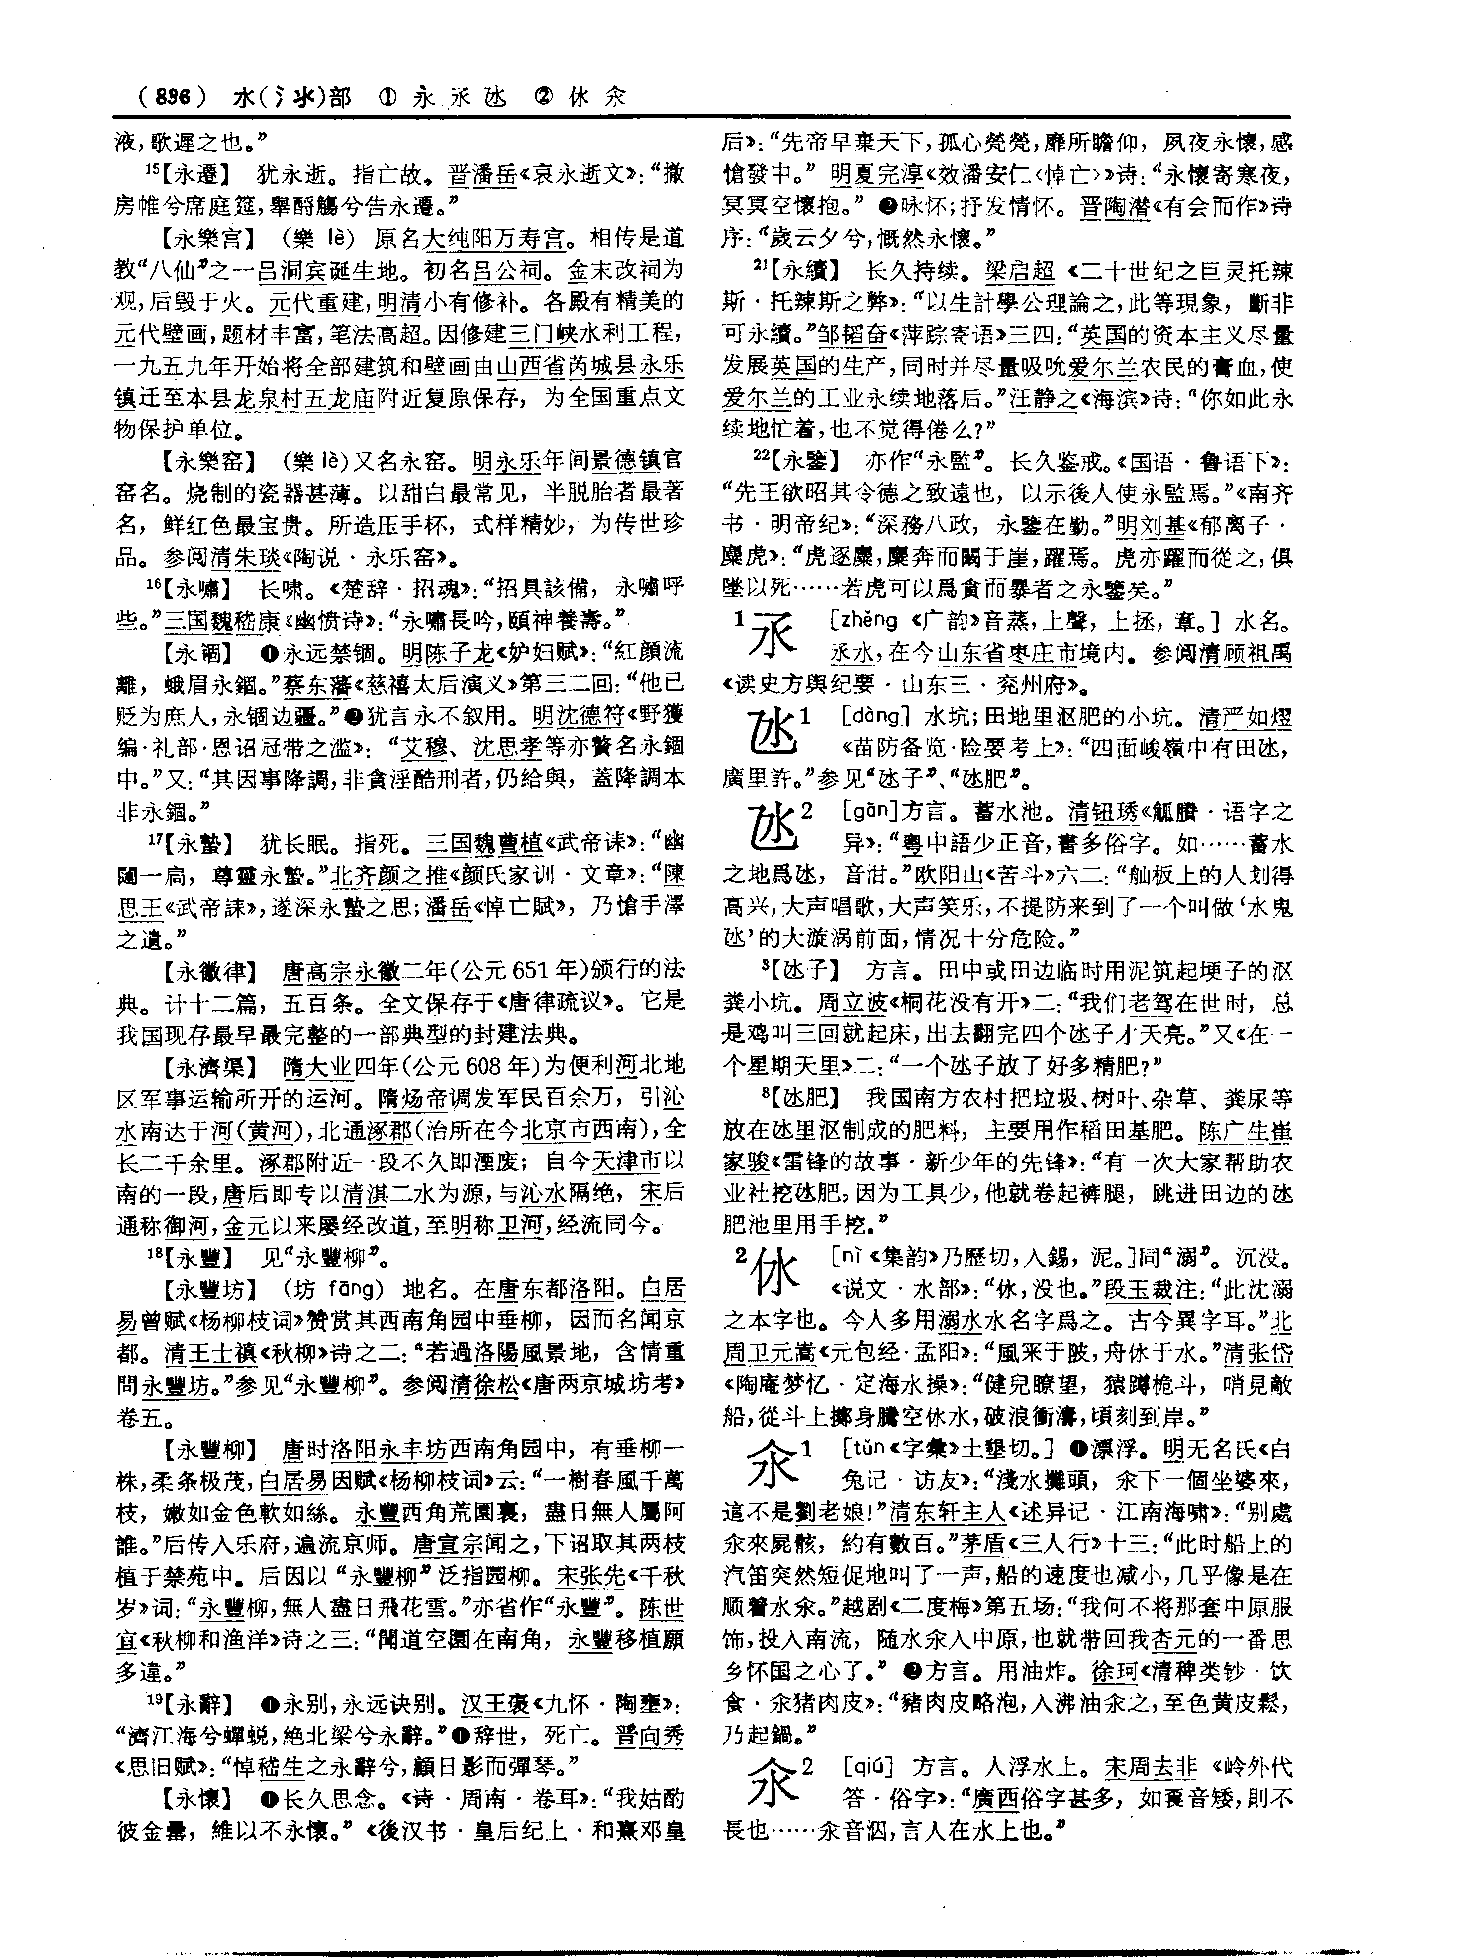 (896) 水(氵氺)部 ① 永 氶 氹 ② 㲻 氽
液,歌遲之也。”
15【永遷】 犹永逝。指亡故。晋潘岳《哀永逝文》:“撤
房帷兮席庭筵,舉酹觴兮告永遷。”
【永樂宫】 (樂 lè) 原名大纯阳万寿宫。相传是道
教“八仙”之一吕洞宾诞生地。初名吕公祠。金末改祠为
观,后毁于火。元代重建,明清小有修补。各殿有精美的
元代壁画,题材丰富,笔法高超。因修建三门峡水利工程,
一九五九年开始将全部建筑和壁画由山西省芮城县永乐
镇迁至本县龙泉村五龙庙附近复原保存,为全国重点文
物保护单位。
【永樂窑】 (樂 lè)又名永窑。明永乐年间景德镇官
窑名。烧制的瓷器甚薄。以甜白最常见,半脱胎者最著
名,鲜红色最宝贵。所造压手杯,式样精妙,为传世珍
品。参阅清朱琰《陶说·永乐窑》。
16【永嘯】 长啸。《楚辞·招魂》:“招具該備,永嘯呼
些。”三国魏嵇康《幽愤诗》:“永嘯長吟,頤神養壽。”
【永錮】 ❶永远禁锢。明陈子龙《妒妇赋》:“紅顔流
離,蛾眉永錮。”蔡东藩《慈禧太后演义》第三二回:“他已
贬为庶人,永锢边疆。”❷犹言永不叙用。明沈德符《野獲
编·礼部·恩诏冠带之滥》:“艾穆、沈思孝等亦贅名永錮
中。”又:“其因事降調,非貪淫酷刑者,仍给與,蓋降調本
非永錮。”
17【永蟄】 犹长眠。指死。三国魏曹植《武帝诔》:“幽
闥一扃,尊靈永蟄。”北齐颜之推《颜氏家训·文章》:“陳
思王《武帝誄》,遂深永蟄之思;潘岳《悼亡賦》,乃愴手澤
之遺。”
【永徽律】 唐高宗永徽二年(公元 651 年)颁行的法
典。计十二篇,五百条。全文保存于《唐律疏议》。它是
我国现存最早最完整的一部典型的封建法典。
【永濟渠】 隋大业四年(公元 608 年)为便利河北地
区军事运输所开的运河。隋炀帝调发军民百余万,引沁
水南达于河(黄河),北通涿郡(治所在今北京市西南),全
长二千余里。涿郡附近一段不久即湮废;自今天津市以
南的一段,唐后即专以清淇二水为源,与沁水隔绝,宋后
通称御河,金元以来屡经改道,至明称卫河,经流同今。
18【永豐】 见“永豐柳”。
【永豐坊】 (坊 fāng) 地名。在唐东都洛阳。白居
易曾赋《杨柳枝词》赞赏其西南角园中垂柳,因而名闻京
都。清王士禛《秋柳》诗之二:“若過洛陽風景地,含情重
問永豐坊。”参见“永豐柳”。参阅清徐松《唐两京城坊考》
卷五。
【永豐柳】 唐时洛阳永丰坊西南角园中,有垂柳一
株,柔条极茂,白居易因赋《杨柳枝词》云:“一樹春風千萬
枝,嫩如金色軟如絲。永豐西角荒園裏,盡日無人屬阿
誰。”后传入乐府,遍流京师。唐宣宗闻之,下诏取其两枝
植于禁苑中。后因以“永豐柳”泛指园柳。宋张先《千秋
岁》词:“永豐柳,無人盡日飛花雪。”亦省作“永豐”。陈世
宜《秋柳和渔洋》诗之三:“聞道空園在南角,永豐移植願
多違。”
19【永辭】 ❶永别,永远诀别。汉王褒《九怀·陶壅》:
“濟江海兮蟬蜕,絶北梁兮永辭。”❶辞世,死亡。晋向秀
《思旧赋》:“悼嵇生之永辭兮,顧日影而彈琴。”
【永懷】 ❶长久思念。《诗·周南·卷耳》:“我姑酌
彼金罍,維以不永懷。”《後汉书·皇后纪上·和熹邓皇
后》:“先帝早棄天下,孤心煢煢,靡所瞻仰,夙夜永懷,感
愴發中。”明夏完淳《效潘安仁〈悼亡〉》诗:“永懷寄寒夜,
冥冥空懷抱。”❷咏怀;抒发情怀。晋陶潜《有会而作》诗
序:“歲云夕兮,慨然永懷。”
21【永續】 长久持续。梁启超《二十世纪之巨灵托辣
斯·托辣斯之弊》:“以生計學公理論之,此等現象,斷非
可永續。”邹韬奋《萍踪寄语》三四:“英国的资本主义尽量
发展英国的生产,同时并尽量吸吮爱尔兰农民的膏血,使
爱尔兰的工业永续地落后。”汪静之《海滨》诗:“你如此永
续地忙着,也不觉得倦么?”
22【永鑒】 亦作“永監”。长久鉴戒。《国语·鲁语下》:
“先王欲昭其令德之致遠也,以示後人使永監焉。”《南齐
书·明帝纪》:“深務八政,永鑒在勤。”明刘基《郁离子·
麋虎》:“虎逐麋,麋奔而闞于崖,躍焉。虎亦躍而從之,俱
墜以死……若虎可以爲貪而暴者之永鑒矣。”
1 氶 [zhěng《广韵》音蒸,上聲,上拯,章。] 水名。
氶水,在今山东省枣庄市境内。参阅清顾祖禹
《读史方舆纪要·山东三·兖州府》。
氹1 [dàng] 水坑;田地里沤肥的小坑。清严如熤
《苗防备览·险要考上》:“四面峻嶺中有田氹,
廣里許。”参见“氹子”、“氹肥”。
氹2 [gān]方言。蓄水池。清钮琇《觚賸·语字之
异》:“粤中語少正音,書多俗字。如……蓄水
之地爲氹,音泔。”欧阳山《苦斗》六二:“舢板上的人划得
高兴,大声唱歌,大声笑乐,不提防来到了一个叫做‘水鬼
氹’的大漩涡前面,情况十分危险。”
3【氹子】 方言。田中或田边临时用泥筑起埂子的沤
粪小坑。周立波《桐花没有开》二:“我们老驾在世时,总
是鸡叫三回就起床,出去翻完四个氹子才天亮。”又《在一
个星期天里》二:“一个氹子放了好多精肥?”
8【氹肥】 我国南方农村把垃圾、树叶、杂草、粪尿等
放在氹里沤制成的肥料,主要用作稻田基肥。陈广生崔
家骏《雷锋的故事·新少年的先锋》:“有一次大家帮助农
业社挖氹肥,因为工具少,他就卷起裤腿,跳进田边的氹
肥池里用手挖。”
2 㲻 [nì《集韵》乃歷切,入錫,泥。]同“溺”。沉没。
《说文·水部》:“㲻,没也。”段玉裁注:“此沈溺
之本字也。今人多用溺水水名字爲之。古今異字耳。”北
周卫元嵩《元包经·孟阳》:“風罙于陂,舟㲻于水。”清张岱
《陶庵梦忆·定海水操》:“健兒瞭望,猿蹲桅斗,哨見敵
船,從斗上擲身騰空㲻水,破浪衝濤,頃刻到岸。”
氽1 [tǔn《字彙》土墾切。] ❶漂浮。明无名氏《白
兔记·访友》:“淺水攤頭,氽下一個坐婆來,
這不是劉老娘!”清东轩主人《述异记·江南海啸》:“别處
氽來屍骸,約有數百。”茅盾《三人行》十三:“此时船上的
汽笛突然短促地叫了一声,船的速度也减小,几乎像是在
顺着水氽。”越剧《二度梅》第五场:“我何不将那套中原服
饰,投入南流,随水氽入中原,也就带回我杏元的一番思
乡怀国之心了。”❷方言。用油炸。徐珂《清稗类钞·饮
食·氽猪肉皮》:“豬肉皮略泡,入沸油氽之,至色黄皮鬆,
乃起鍋。”
氽2 [qiú] 方言。人浮水上。宋周去非《岭外代
答·俗字》:“廣西俗字甚多,如䙴音矮,則不
長也……氽音泅,言人在水上也。”